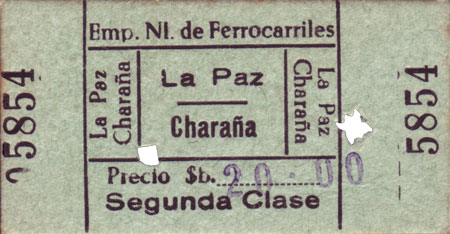 Emp. Nl. de Ferrocarriles
La Paz
Charaña
La Paz
Charaña
La Paz
Charaña
Precio $b. 20.00
Segunda Clase
05854
5854